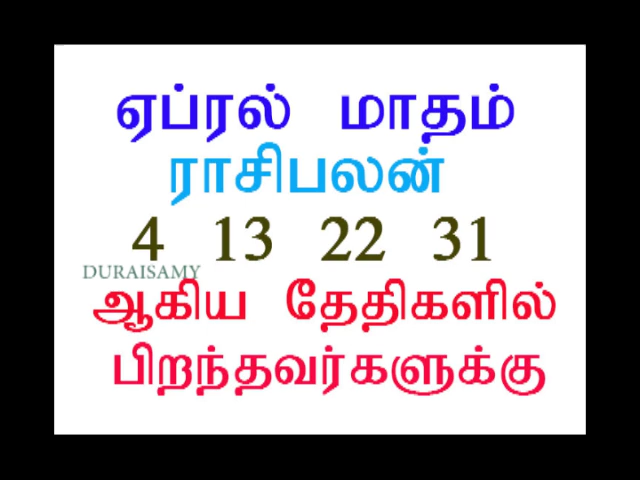 ஏப்ரல் மாதம்
ராசிபலன்
4 13 22 31
DURAISAMY
ஆகிய தேதிகளில்
பிறந்தவர்களுக்கு